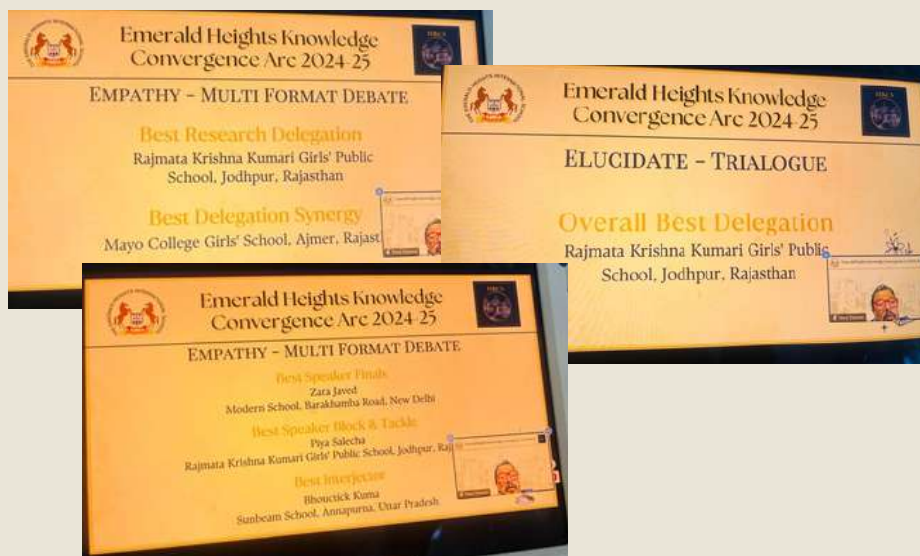 Emerald Heights Knowledge
Convergence Arc 2024-25
EMPATHY – MULTI FORMAT DEBATE
Best Research Delegation
Rajmata Krishna Kumari Girls' Public
School, Jodhpur, Rajasthan
Best Delegation Synergy
Mayo College Girls' School, Ajmer, Rajast
Emerald Heights Knowledge
Convergence Arc 2024-25
ELUCIDATE – TRIALOGUE
Overall Best Delegation
Rajmata Krishna Kumari Girls' Public
School, Jodhpur, Rajasthan
Emerald Heights Knowledge
Convergence Arc 2024-25
EMPATHY – MULTI FORMAT DEBATE
Best Speaker Finals
Zara Javed
Modern School, Barakhamba Road, New Delhi
Best Speaker Block & Tackle
Piya Salecha
Rajmata Krishna Kumari Girls' Public School, Jodhpur, Raj
Best Interjector
Kuma
Sunbeam School, Annapurna, Pradesh